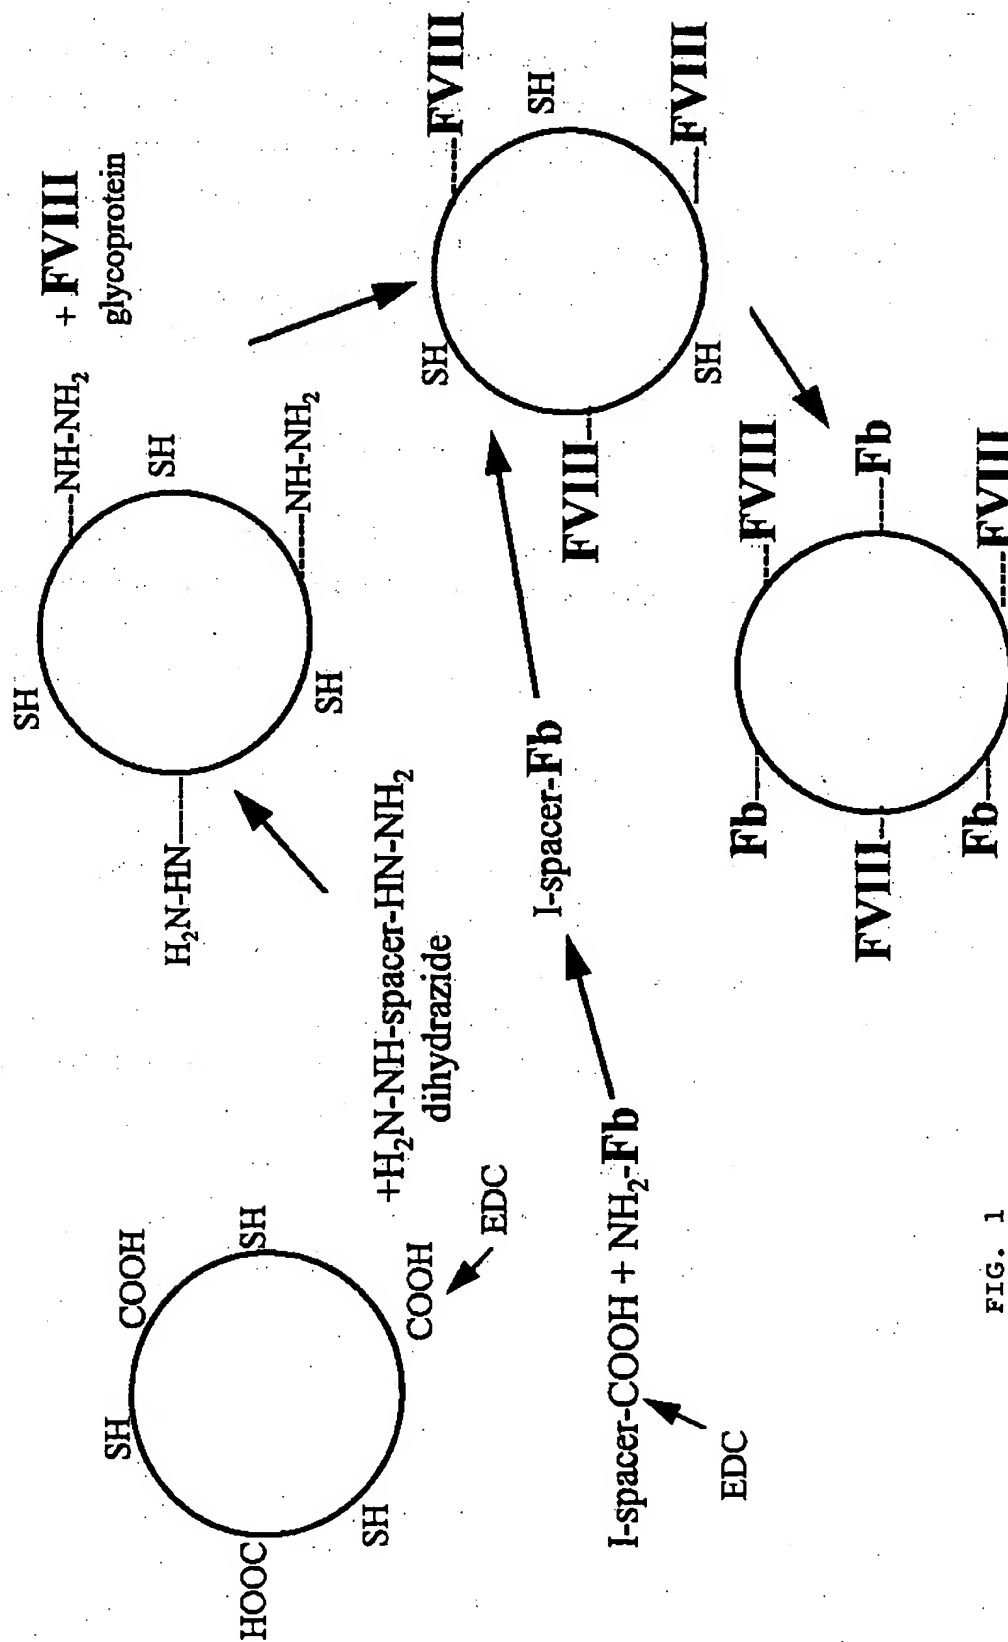 COOH
SH
SH
HOOC
SH
COOH
EDC
+H₂N-NH-spacer-HN-NH₂
dihydrazide
SH
NH-NH₂
SH
H₂N-HN
SH
NH-NH₂
+ FVIII
glycoprotein
I-spacer-COOH + NH₂-Fb
EDC
I-spacer-Fb
SH
FVIII
SH
FVIII
SH
FVIII
Fb
FVIII
FVIII
Fb
Fb
FVIII
FIG. 1